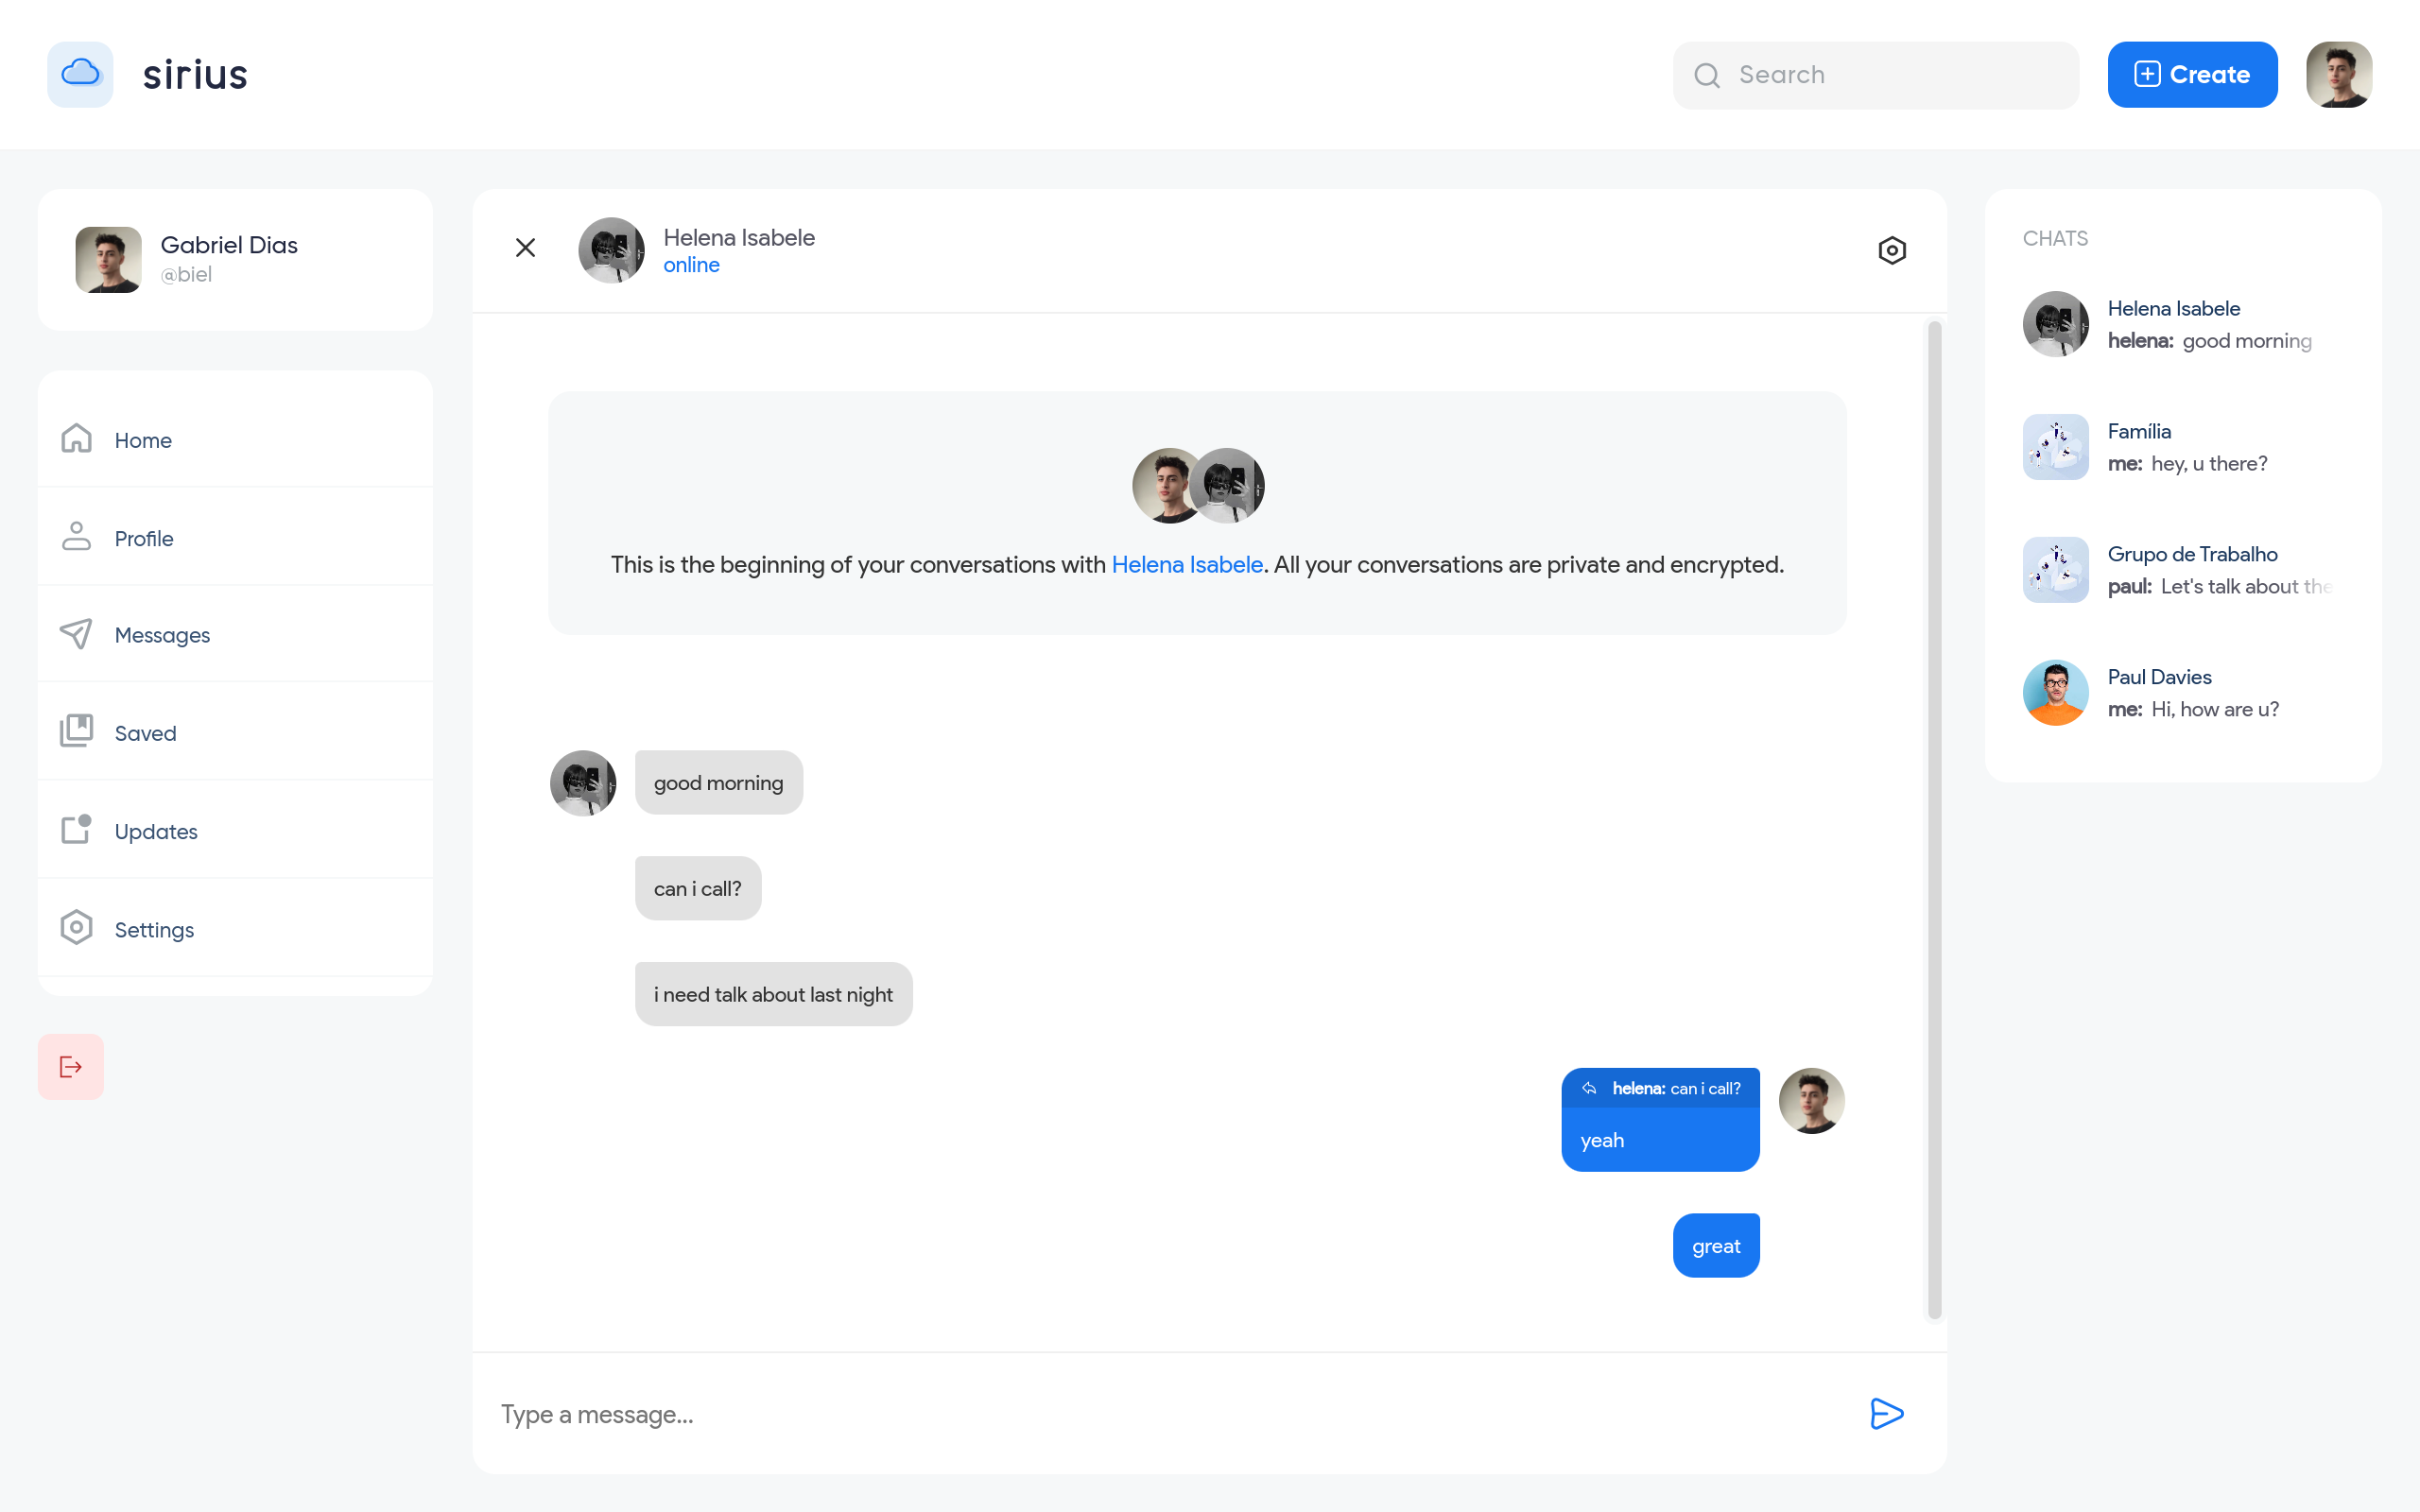 sirius
Search
Create
Gabriel Dias
@biel
Home
Profile
Messages
Saved
Updates
Settings
Helena Isabele
online
This is the beginning of your conversations with Helena Isabele. All your conversations are private and encrypted.
good morning
can i call?
i need talk about last night
helena: can i call?
yeah
great
Type a message...
CHATS
Helena Isabele
helena: good morning
Família
me: hey, u there?
Grupo de Trabalho
paul: Let's talk about the
Paul Davies
me: Hi, how are u?